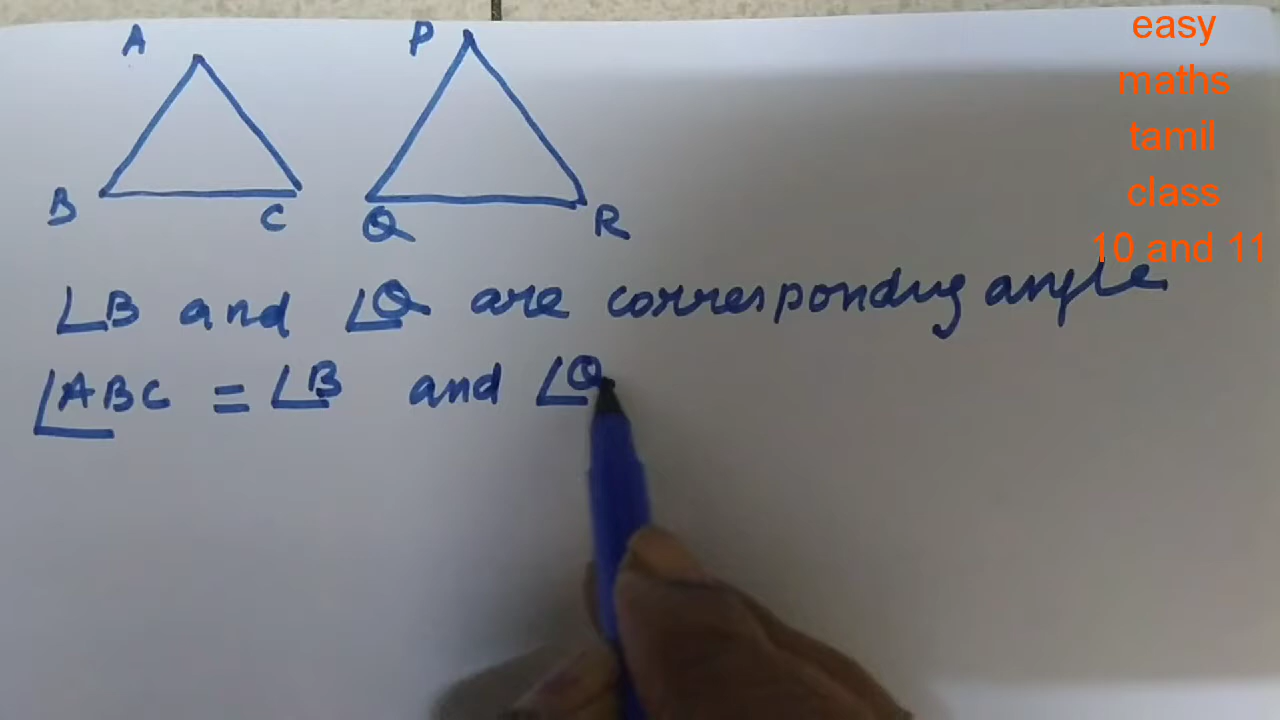 A
P
B
C
Q
R
∠B and ∠Q are corresponding angle
∠ABC = ∠B and ∠Q
easy
maths
tamil
class
10 and 11